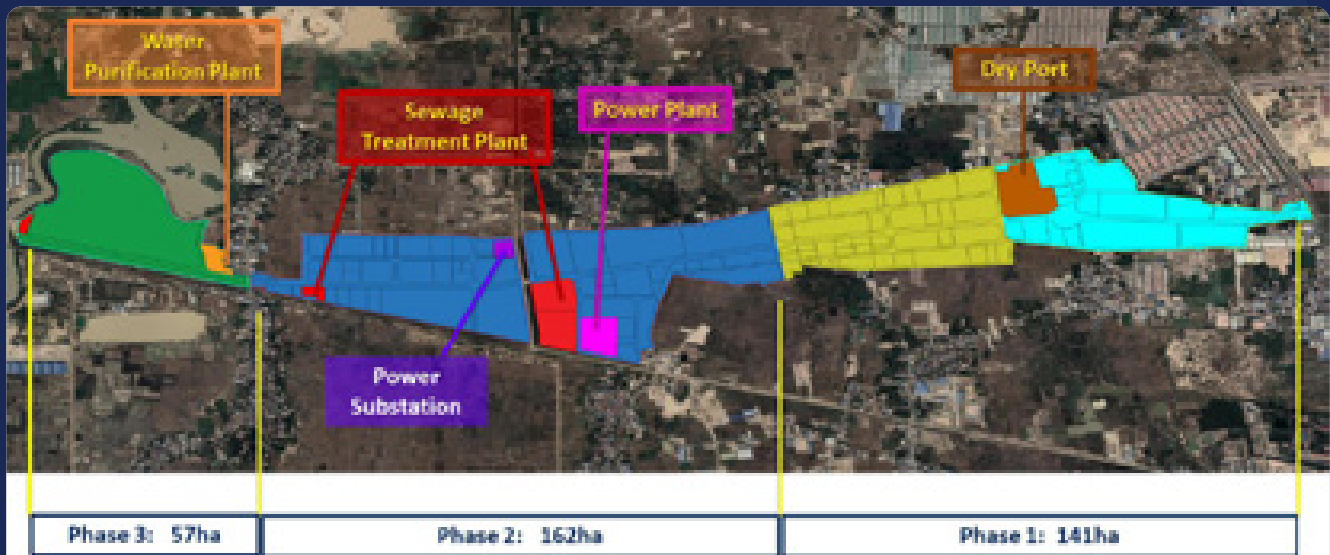 Water
Purification Plant
Sewage
Treatment Plant
Power Plant
Dry Port
Power
Substation
Phase 3: 57ha
Phase 2: 162ha
Phase 1: 141ha